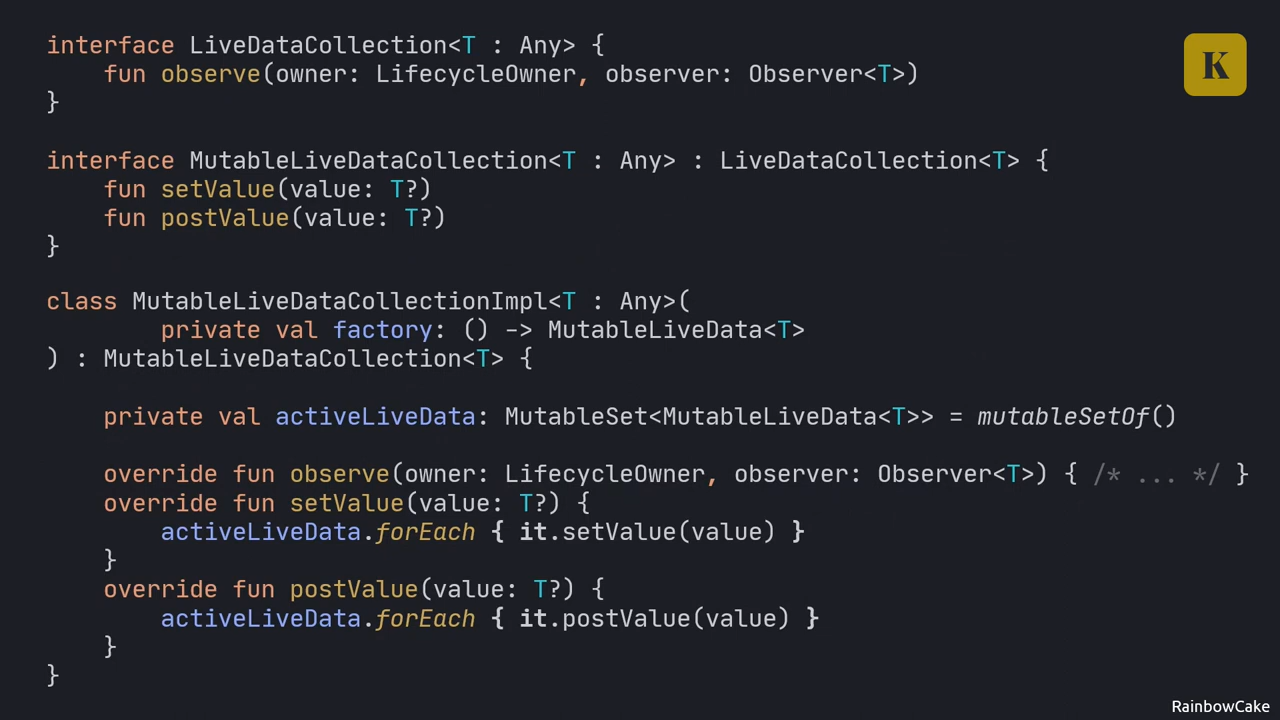 interface LiveDataCollection<T : Any> {
    fun observe(owner: LifecycleOwner, observer: Observer<T>)
}
K
interface MutableLiveDataCollection<T : Any> : LiveDataCollection<T> {
    fun setValue(value: T?)
    fun postValue(value: T?)
}
class MutableLiveDataCollectionImpl<T : Any>(
        private val factory: () -> MutableLiveData<T>
) : MutableLiveDataCollection<T> {
    private val activeLiveData: MutableSet<MutableLiveData<T>> = mutableSetOf()
    override fun observe(owner: LifecycleOwner, observer: Observer<T>) { /* ... */ }
    override fun setValue(value: T?) {
        activeLiveData.forEach { it.setValue(value) }
    }
    override fun postValue(value: T?) {
        activeLiveData.forEach { it.postValue(value) }
    }
}
RainbowCake